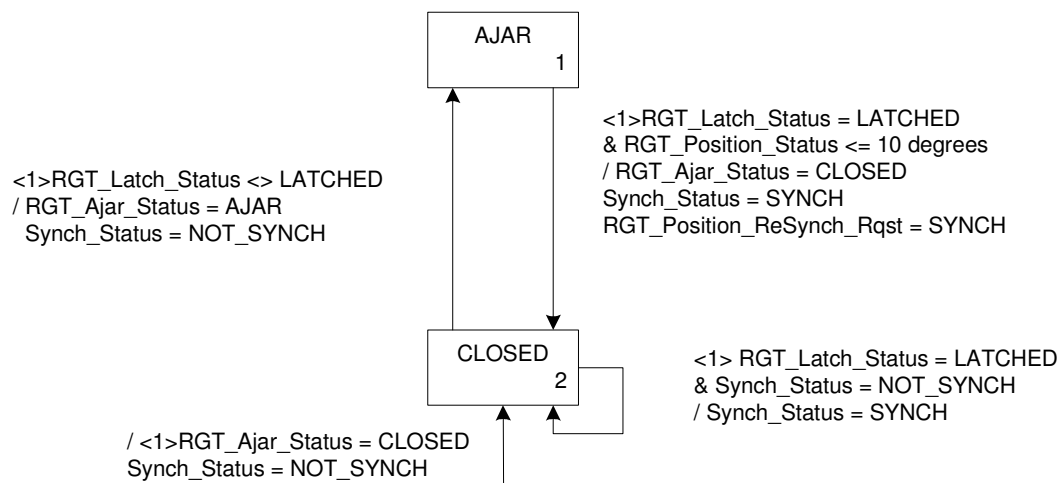 AJAR
1
<1>RGT_Latch_Status = LATCHED
& RGT_Position_Status <= 10 degrees
/ RGT_Ajar_Status = CLOSED
Synch_Status = SYNCH
RGT_Position_ReSynch_Rqst = SYNCH
<1>RGT_Latch_Status <> LATCHED
/ RGT_Ajar_Status = AJAR
Synch_Status = NOT_SYNCH
CLOSED
2
<1> RGT_Latch_Status = LATCHED
& Synch_Status = NOT_SYNCH
/ Synch_Status = SYNCH
/ <1>RGT_Ajar_Status = CLOSED
Synch_Status = NOT_SYNCH